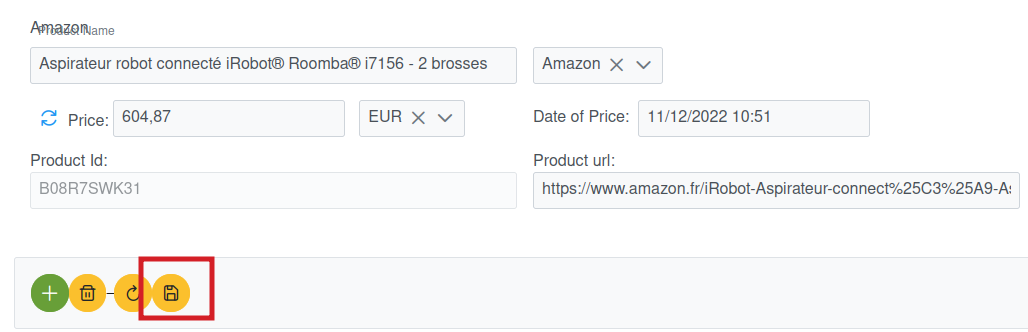 Amazon
Product Name
Aspirateur robot connecté iRobot® Roomba® i7156 - 2 brosses
Amazon
Price: 604,87 EUR
Date of Price: 11/12/2022 10:51
Product Id:
Product url:
B08R7SWK31
https://www.amazon.fr/iRobot-Aspirateur-connect%25C3%25A9-As